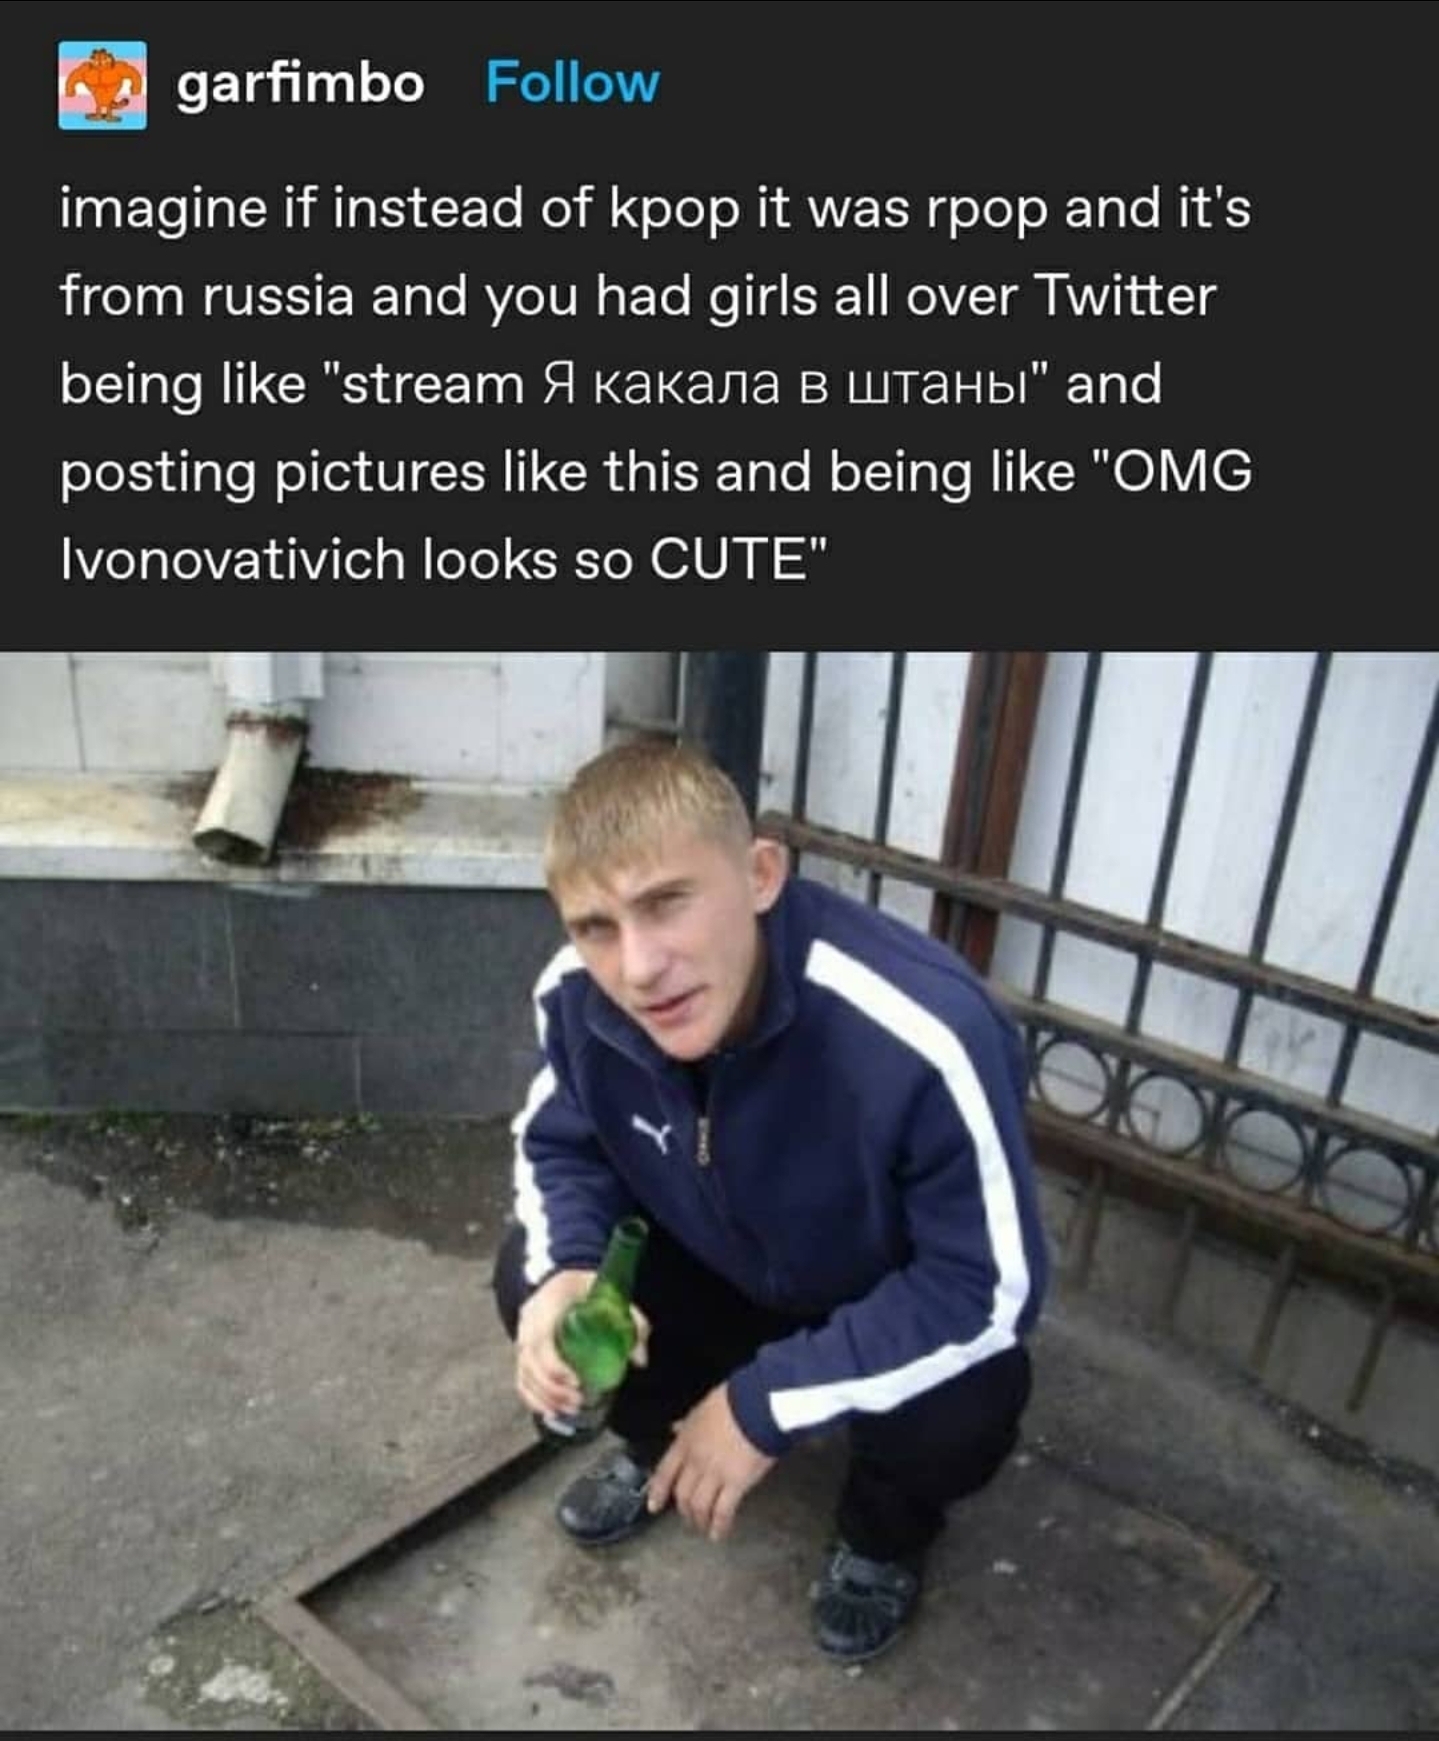 garfimbo Follow
imagine if instead of kpop it was rpop and it's
from russia and you had girls all over Twitter
being like "stream Я какала в штаны" and
posting pictures like this and being like "OMG
Ivonovativich looks so CUTE"